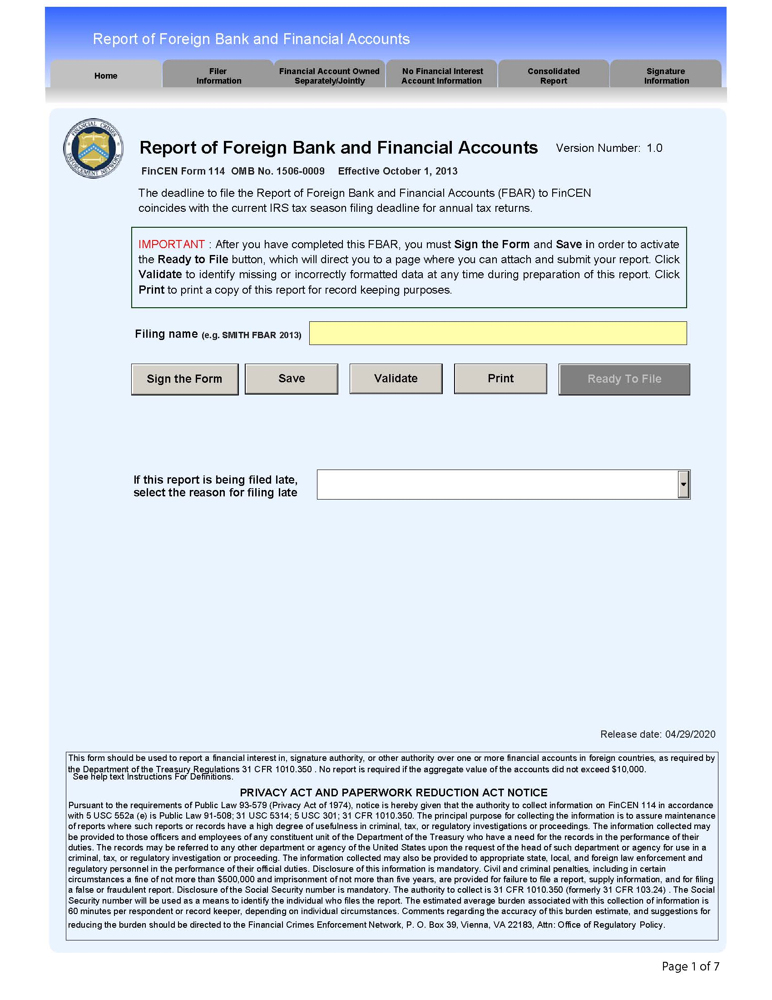 Report of Foreign Bank and Financial Accounts
Home
Filer
Information
Financial Account Owned
Separately/Jointly
No Financial Interest
Account Information
Consolidated
Report
Signature
Information
FINANCIAL CRIMES
ENFORCEMENT NETWORK
Report of Foreign Bank and Financial Accounts Version Number: 1.0
FinCEN Form 114 OMB No. 1506-0009 Effective October 1, 2013
The deadline to file the Report of Foreign Bank and Financial Accounts (FBAR) to FinCEN
coincides with the current IRS tax season filing deadline for annual tax returns.
IMPORTANT : After you have completed this FBAR, you must Sign the Form and Save in order to activate
the Ready to File button, which will direct you to a page where you can attach and submit your report. Click
Validate to identify missing or incorrectly formatted data at any time during preparation of this report. Click
Print to print a copy of this report for record keeping purposes.
Filing name (e.g. SMITH FBAR 2013)
Sign the Form
Save
Validate
Print
Ready To File
If this report is being filed late,
select the reason for filing late
Release date: 04/29/2020
This form should be used to report a financial interest in, signature authority, or other authority over one or more financial accounts in foreign countries, as required by
the Department of the Treasury Regulations 31 CFR 1010.350 . No report is required if the aggregate value of the accounts did not exceed $10,000.
See help text Instructions For Definitions.
PRIVACY ACT AND PAPERWORK REDUCTION ACT NOTICE
Pursuant to the requirements of Public Law 93-579 (Privacy Act of 1974), notice is hereby given that the authority to collect information on FinCEN 114 in accordance
with 5 USC 552a (e) is Public Law 91-508; 31 USC 5314; 5 USC 301; 31 CFR 1010.350. The principal purpose for collecting the information is to assure maintenance
of reports where such reports or records have a high degree of usefulness in criminal, tax, or regulatory investigations or proceedings. The information collected may
be provided to those officers and employees of any constituent unit of the Department of the Treasury who have a need for the records in the performance of their
duties. The records may be referred to any other department or agency of the United States upon the request of the head of such department or agency for use in a
criminal, tax, or regulatory investigation or proceeding. The information collected may also be provided to appropriate state, local, and foreign law enforcement and
regulatory personnel in the performance of their official duties. Disclosure of this information is mandatory. Civil and criminal penalties, including in certain
circumstances a fine of not more than $500,000 and imprisonment of not more than five years, are provided for failure to file a report, supply information, and for filing
a false or fraudulent report. Disclosure of the Social Security number is mandatory. The authority to collect is 31 CFR 1010.350 (formerly 31 CFR 103.24) . The Social
Security number will be used as a means to identify the individual who files the report. The estimated average burden associated with this collection of information is
60 minutes per respondent or record keeper, depending on individual circumstances. Comments regarding the accuracy of this burden estimate, and suggestions for
reducing the burden should be directed to the Financial Crimes Enforcement Network, P. O. Box 39, Vienna, VA 22183, Attn: Office of Regulatory Policy.
Page 1 of 7